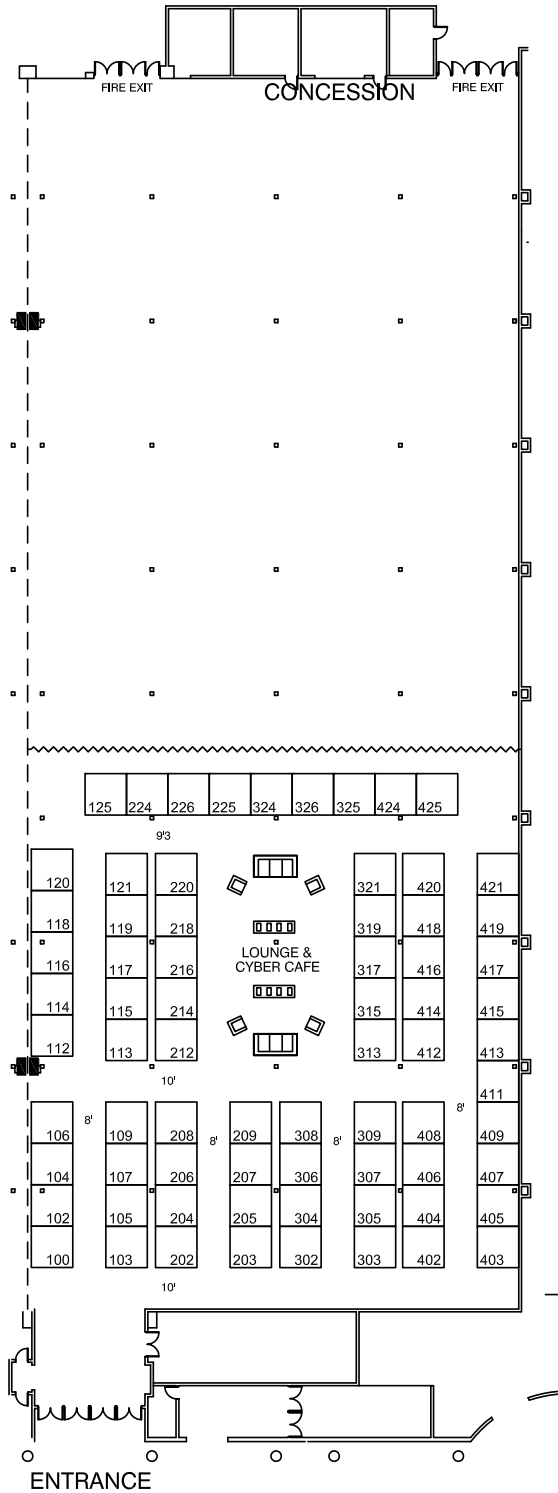 FIRE EXIT
CONCESSION
FIRE EXIT
125 224 226 225 324 326 325 424 425
9'3
120 121 220 321 420 421
118 119 218 319 418 419
LOUNGE &
CYBER CAFE
116 117 216 317 416 417
114 115 214 315 414 415
112 113 212 313 412 413
10'
411
8' 8' 8' 8'
106 109 208 209 308 309 408 409
104 107 206 207 306 307 406 407
102 105 204 205 304 305 404 405
100 103 202 203 302 303 402 403
10'
ENTRANCE